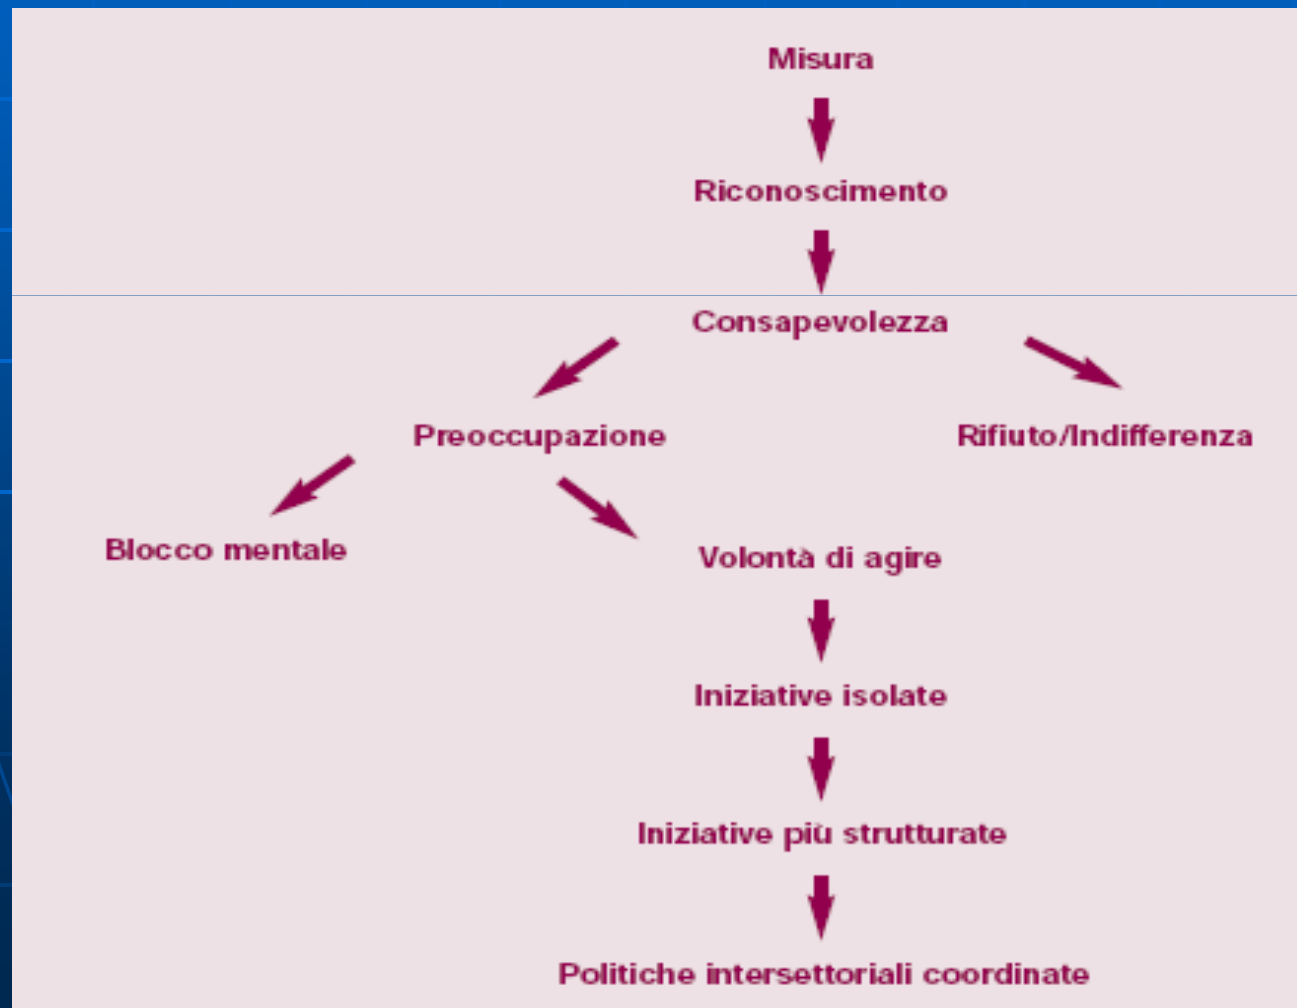 Misura
Riconoscimento
Consapevolezza
Preoccupazione
Rifiuto/Indifferenza
Blocco mentale
Volontà di agire
Iniziative isolate
Iniziative più strutturate
Politiche intersettoriali coordinate